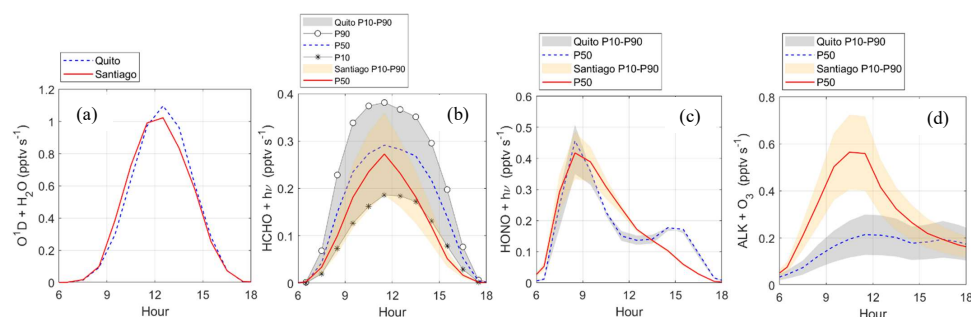 Quito
Santiago
(a)
O¹D + H₂O (pptv s⁻¹)
1.2
1
0.8
0.6
0.4
0.2
0
6 9 12 15 18
Hour
Quito P10-P90
P90
P50
P10
Santiago P10-P90
P50
(b)
HCHO + hν (pptv s⁻¹)
0.4
0.3
0.2
0.1
0
6 9 12 15 18
Hour
Quito P10-P90
P50
Santiago P10-P90
P50
(c)
HONO + hν (pptv s⁻¹)
0.6
0.5
0.4
0.3
0.2
0.1
0
6 9 12 15 18
Hour
Quito P10-P90
P50
Santiago P10-P90
P50
(d)
ALK + O₃ (pptv s⁻¹)
0.8
0.6
0.4
0.2
0
6 9 12 15 18
Hour